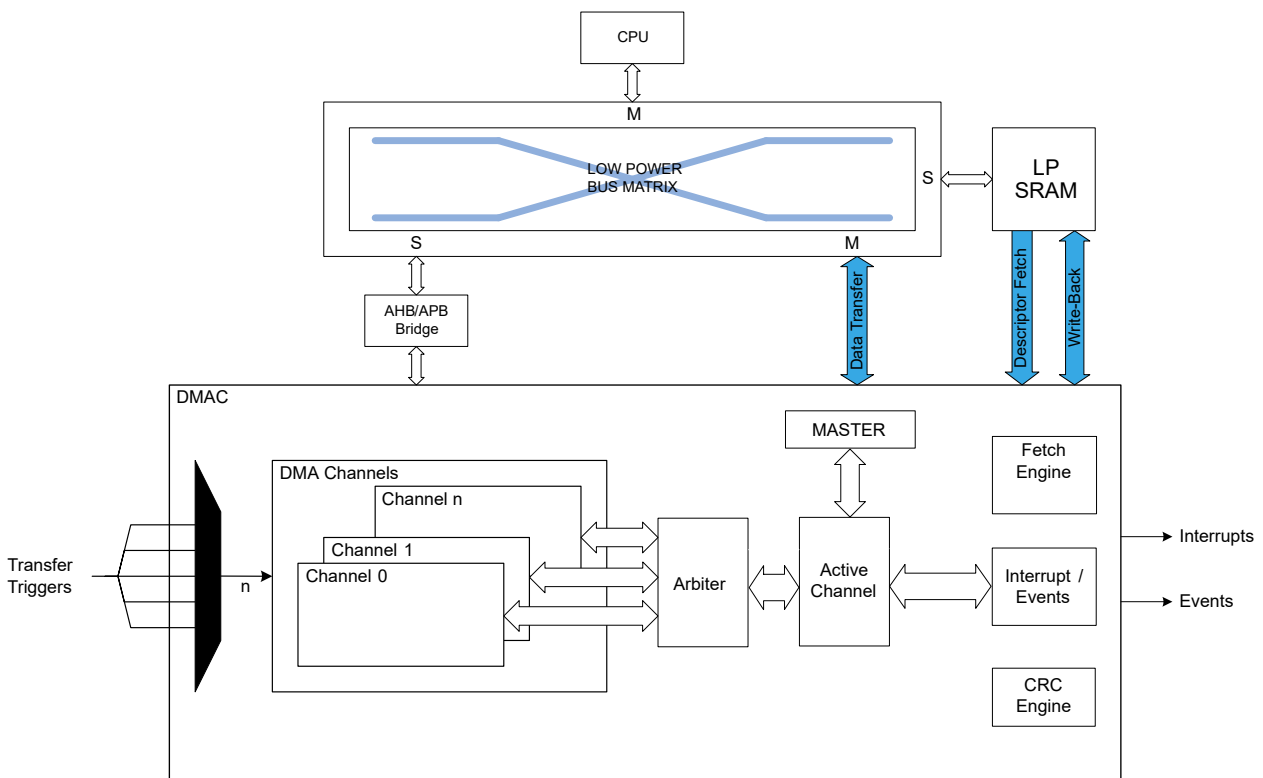 CPU
M
LOW POWER
BUS MATRIX
S
LP
SRAM
S
M
AHB/APB
Bridge
Data Transfer
Descriptor Fetch
Write-Back
DMAC
MASTER
Fetch
Engine
DMA Channels
Channel n
Channel 1
Channel 0
Transfer
Triggers
n
Arbiter
Active
Channel
Interrupt /
Events
Interrupts
Events
CRC
Engine